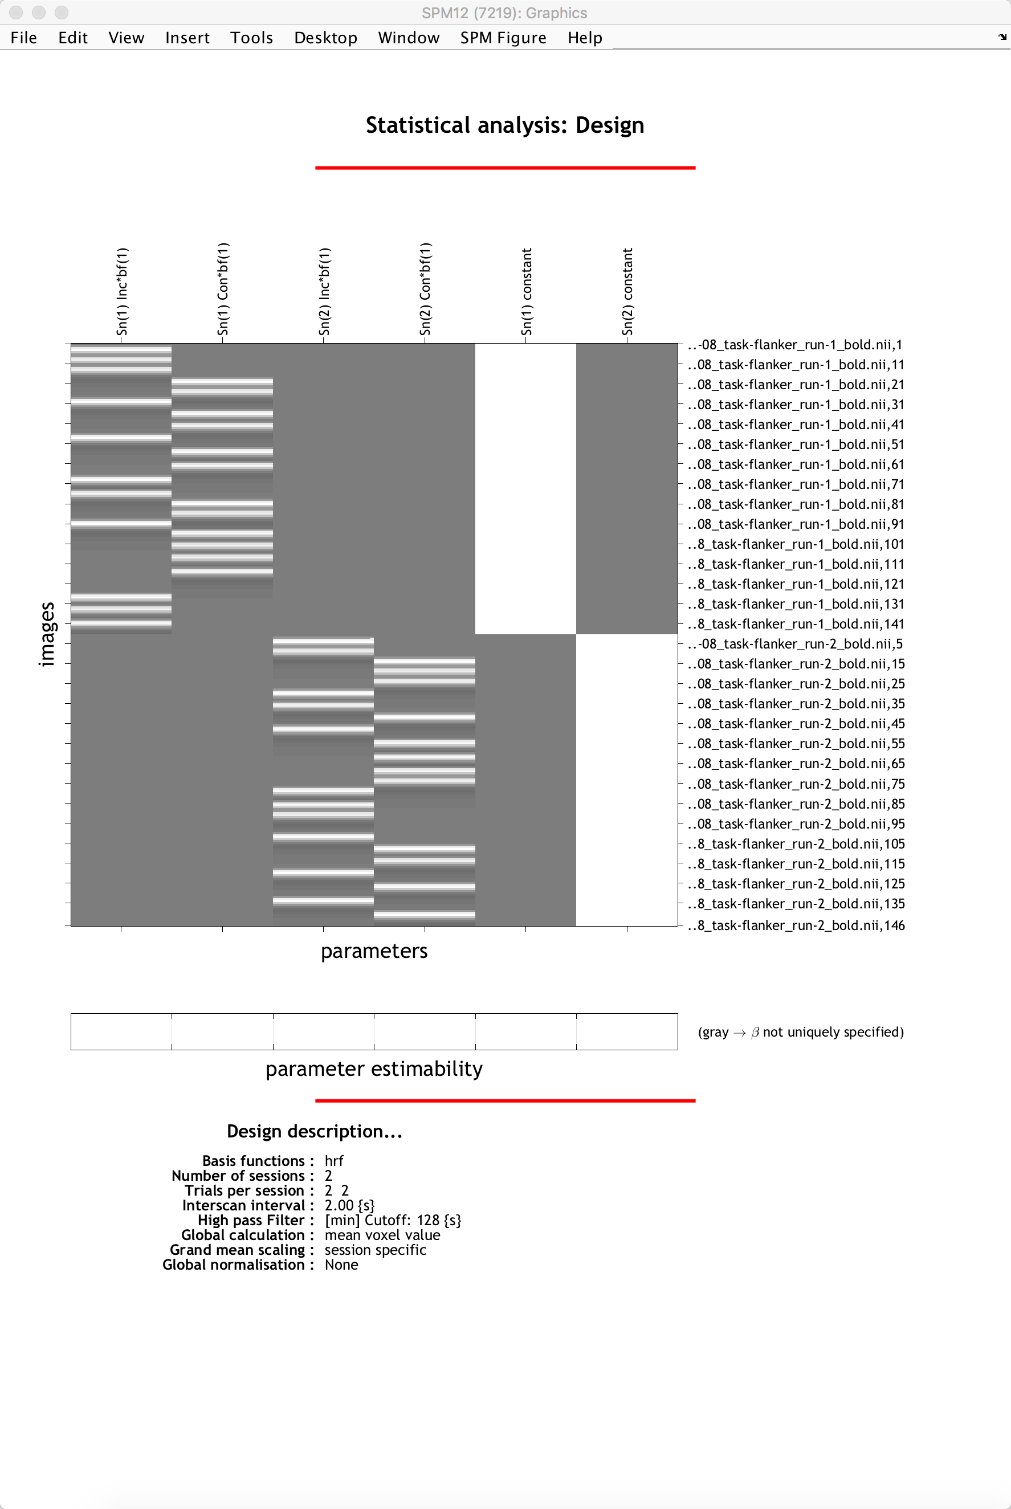 SPM12 (7219): Graphics
File Edit View Insert Tools Desktop Window SPM Figure Help
Statistical analysis: Design
Sn(1) Inc*bf(1)
Sn(1) Con*bf(1)
Sn(2) Inc*bf(1)
Sn(2) Con*bf(1)
Sn(1) constant
Sn(2) constant
images
..-08_task-flanker_run-1_bold.nii,1
..08_task-flanker_run-1_bold.nii,11
..08_task-flanker_run-1_bold.nii,21
..08_task-flanker_run-1_bold.nii,31
..08_task-flanker_run-1_bold.nii,41
..08_task-flanker_run-1_bold.nii,51
..08_task-flanker_run-1_bold.nii,61
..08_task-flanker_run-1_bold.nii,71
..08_task-flanker_run-1_bold.nii,81
..08_task-flanker_run-1_bold.nii,91
..8_task-flanker_run-1_bold.nii,101
..8_task-flanker_run-1_bold.nii,111
..8_task-flanker_run-1_bold.nii,121
..8_task-flanker_run-1_bold.nii,131
..8_task-flanker_run-1_bold.nii,141
..-08_task-flanker_run-2_bold.nii,5
..08_task-flanker_run-2_bold.nii,15
..08_task-flanker_run-2_bold.nii,25
..08_task-flanker_run-2_bold.nii,35
..08_task-flanker_run-2_bold.nii,45
..08_task-flanker_run-2_bold.nii,55
..08_task-flanker_run-2_bold.nii,65
..08_task-flanker_run-2_bold.nii,75
..08_task-flanker_run-2_bold.nii,85
..08_task-flanker_run-2_bold.nii,95
..8_task-flanker_run-2_bold.nii,105
..8_task-flanker_run-2_bold.nii,115
..8_task-flanker_run-2_bold.nii,125
..8_task-flanker_run-2_bold.nii,135
..8_task-flanker_run-2_bold.nii,146
parameters
(gray → β not uniquely specified)
parameter estimability
Design description...
Basis functions : hrf
Number of sessions : 2
Trials per session : 2 2
Interscan interval : 2.00 {s}
High pass Filter : [min] Cutoff: 128 {s}
Global calculation : mean voxel value
Grand mean scaling : session specific
Global normalisation : None